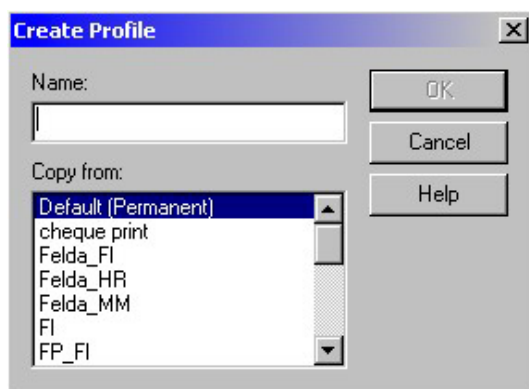 Create Profile
Name:
OK
Cancel
Copy from:
Help
Default (Permanent)
cheque print
Felda_FI
Felda_HR
Felda_MM
FI
FP_FI